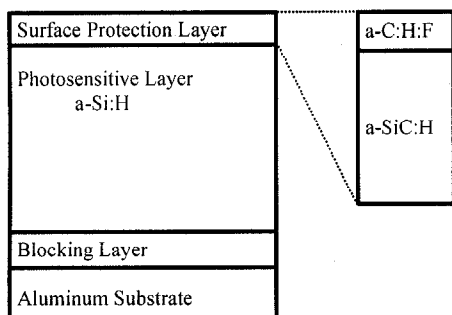 Surface Protection Layer
Photosensitive Layer
a-Si:H
Blocking Layer
Aluminum Substrate
a-C:H:F
a-SiC:H